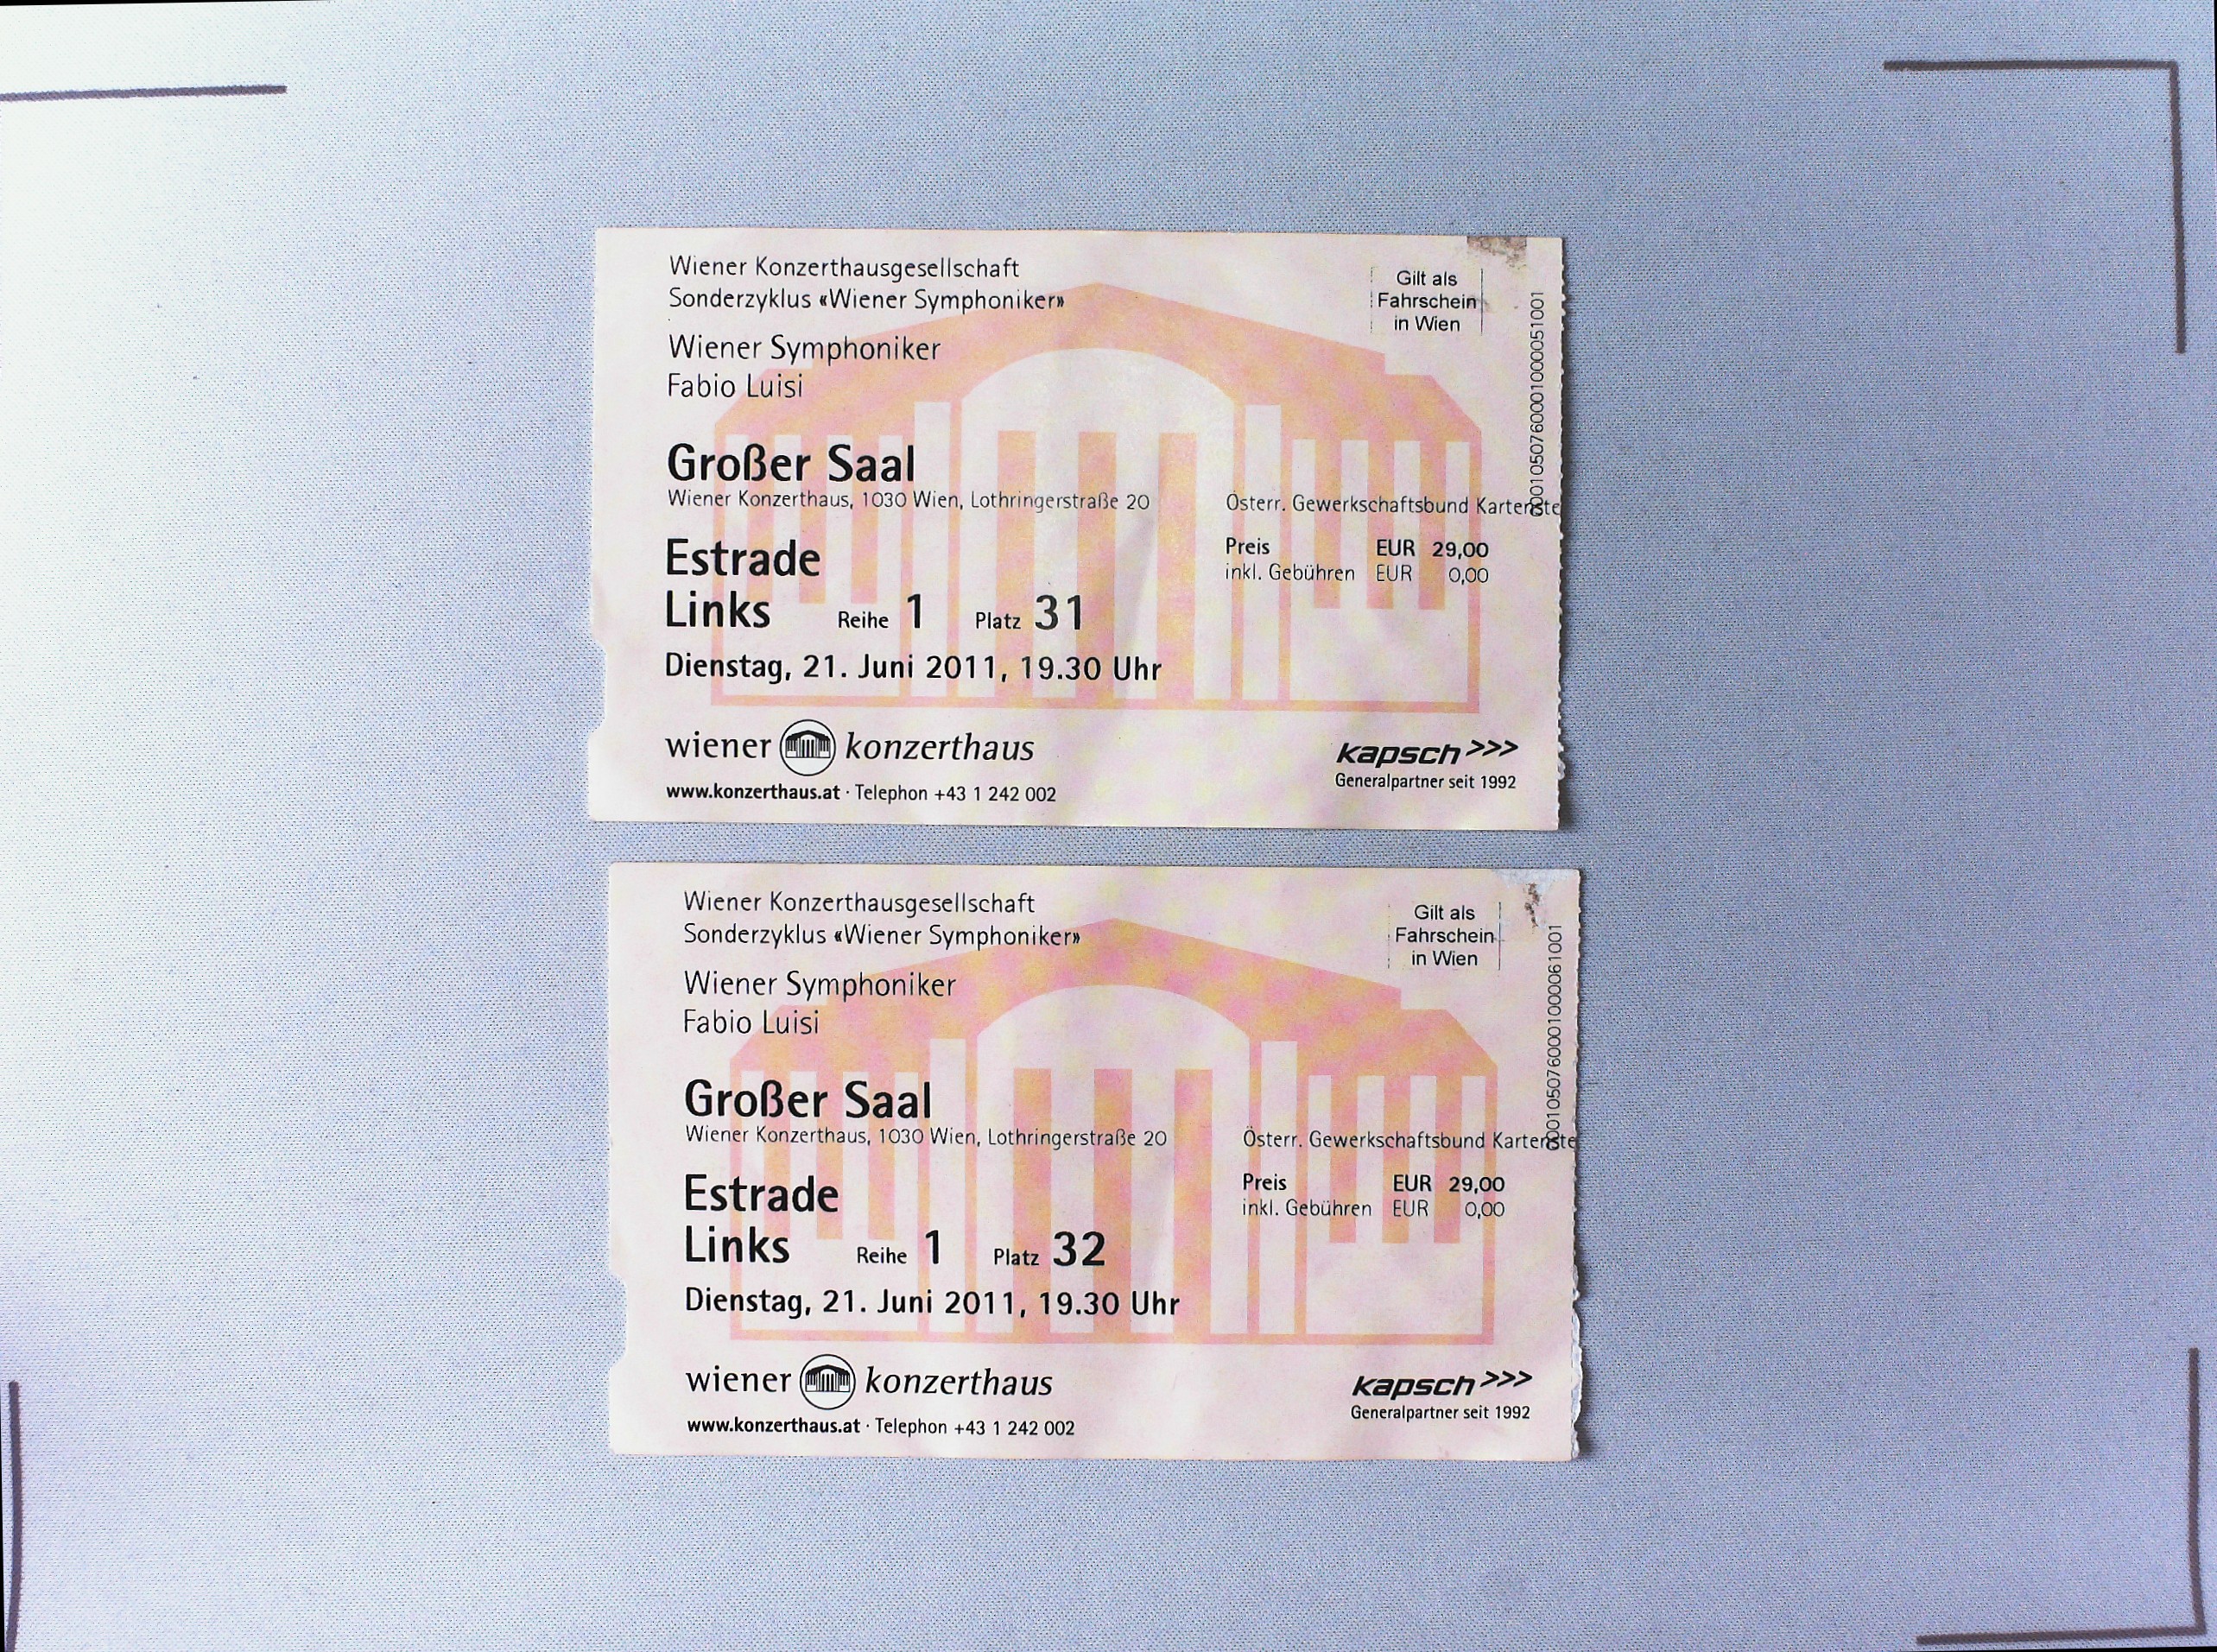 Wiener Konzerthausgesellschaft
Sonderzyklus «Wiener Symphoniker»
Wiener Symphoniker
Fabio Luisi
Gilt als
Fahrschein
in Wien
Großer Saal
Wiener Konzerthaus, 1030 Wien, Lothringerstraße 20
Österr. Gewerkschaftsbund Kartenste
Preis EUR 29,00
inkl. Gebühren EUR 0,00
Estrade
Links Reihe 1 Platz 31
Dienstag, 21. Juni 2011, 19.30 Uhr
wiener konzerthaus
www.konzerthaus.at · Telephon +43 1 242 002
kapsch >>>
Generalpartner seit 1992
Wiener Konzerthausgesellschaft
Sonderzyklus «Wiener Symphoniker»
Wiener Symphoniker
Fabio Luisi
Gilt als
Fahrschein
in Wien
Großer Saal
Wiener Konzerthaus, 1030 Wien, Lothringerstraße 20
Österr. Gewerkschaftsbund Kartenste
Preis EUR 29,00
inkl. Gebühren EUR 0,00
Estrade
Links Reihe 1 Platz 32
Dienstag, 21. Juni 2011, 19.30 Uhr
wiener konzerthaus
www.konzerthaus.at · Telephon +43 1 242 002
kapsch >>>
Generalpartner seit 1992